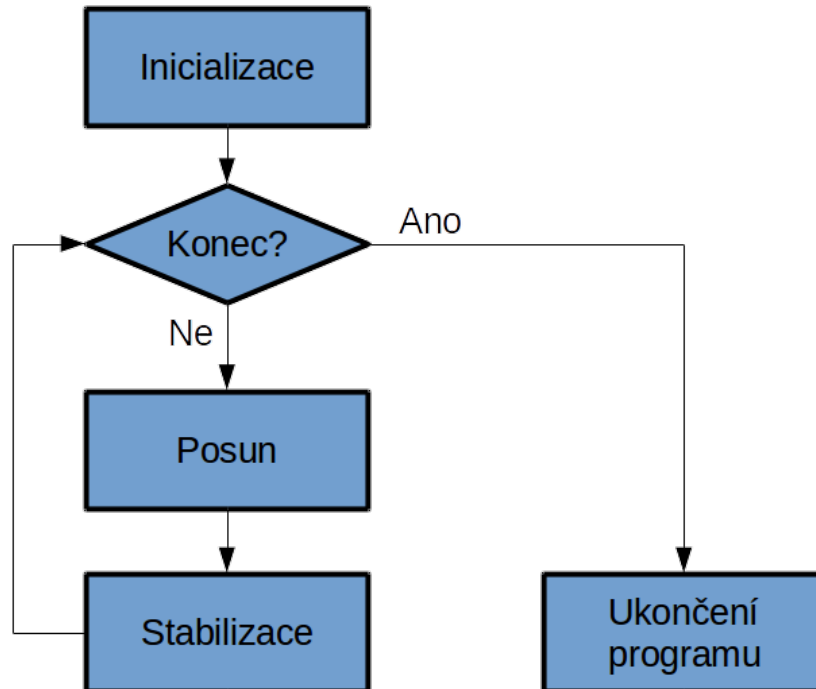 Inicializace
Konec?
Ano
Ne
Posun
Stabilizace
Ukončení
programu